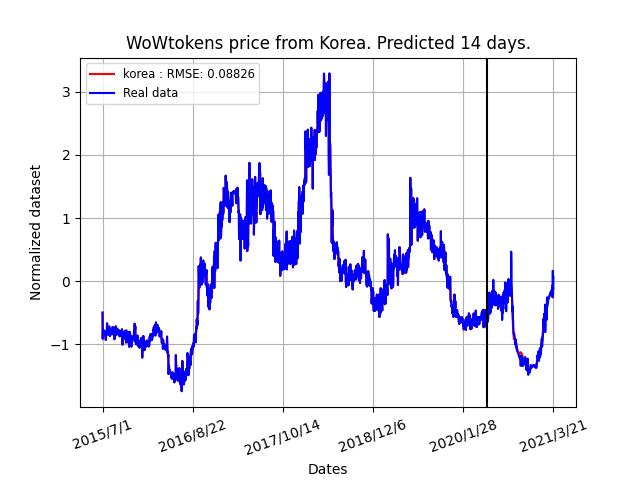 WoWtokens price from Korea. Predicted 14 days.
korea : RMSE: 0.08826
Real data
Normalized dataset
3
2
1
0
−1
2015/7/1
2016/8/22
2017/10/14
2018/12/6
2020/1/28
2021/3/21
Dates